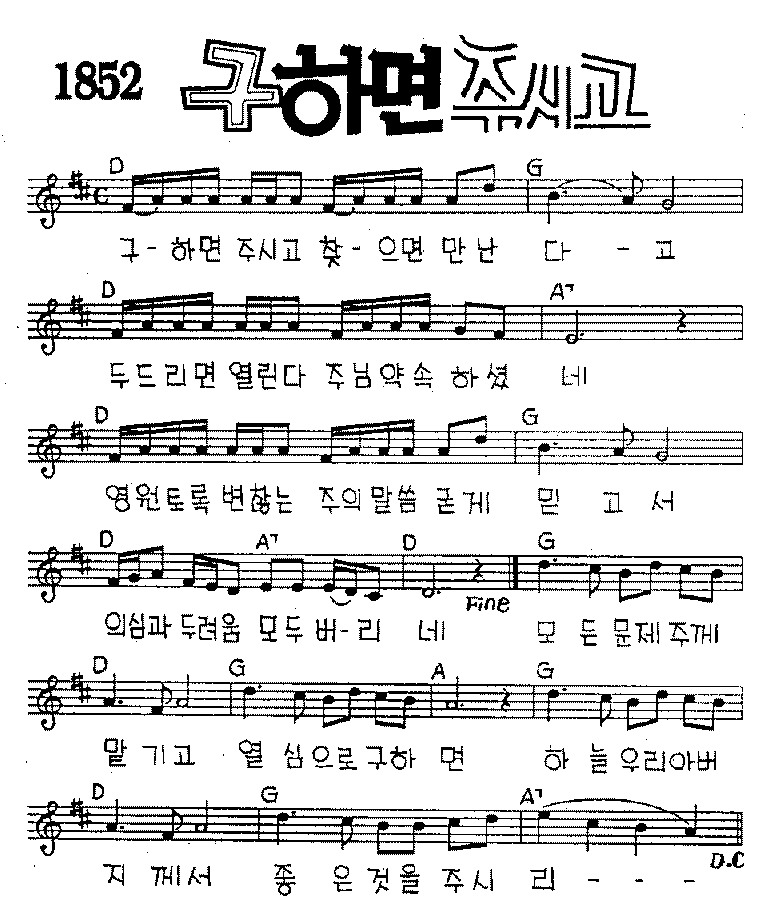 1852 구하면 주시고
D G
구- 하면 주시고 찾- 으면 만난 다 - 고
D A7
두드리면 열린다 주님약속 하셨 네
D G
영원토록 변찮는 주의말씀 굳게 믿 고 서
D A7 D G
Fine
의심과 두려움 모두 버-리 네 모 든 문제 주께
D G A G
맡 기고 열 심으로구하 면 하 늘 우리아버
D G A7
D.C
지 께서 좋 은것을 주시 리 - - -